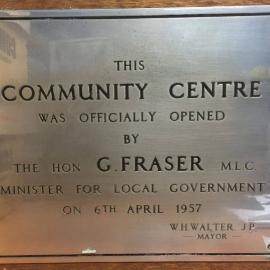 THIS
COMMUNITY CENTRE
WAS OFFICIALLY OPENED
BY
THE HON G. FRASER M.L.C.
MINISTER FOR LOCAL GOVERNMENT
ON 6TH APRIL 1957
W.H. WALTER, J.P.
— MAYOR —